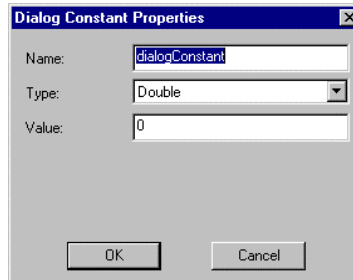 Dialog Constant Properties
Name: dialogConstant
Type: Double
Value: 0
OK Cancel